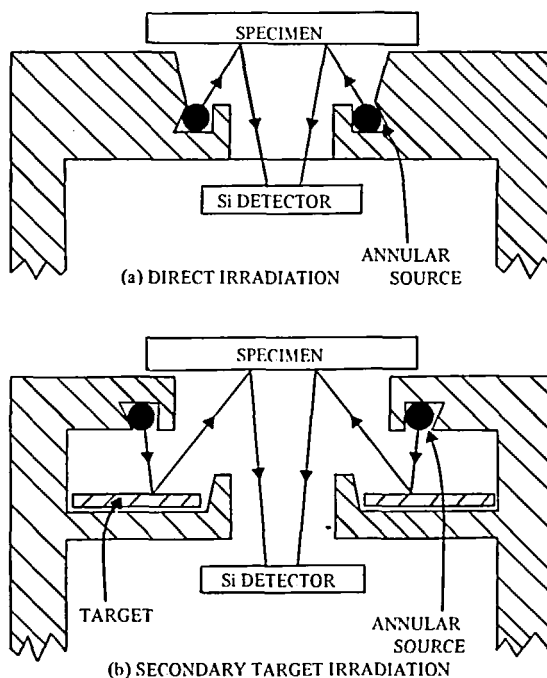 SPECIMEN
Si DETECTOR
ANNULAR
SOURCE
(a) DIRECT IRRADIATION
SPECIMEN
Si DETECTOR
TARGET
ANNULAR
SOURCE
(b) SECONDARY TARGET IRRADIATION